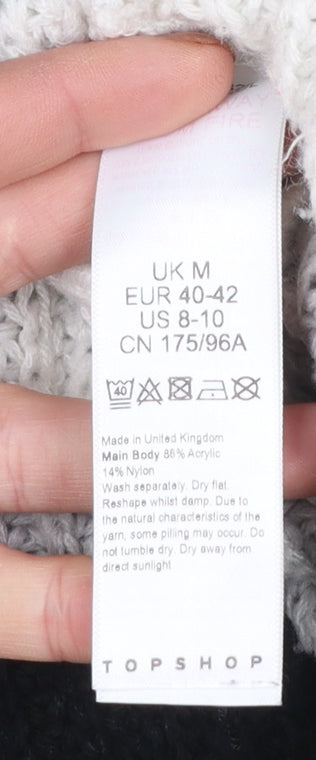 UK M
EUR 40-42
US 8-10
CN 175/96A
40
Made in United Kingdom
Main Body 86% Acrylic
14% Nylon
Wash separately. Dry flat.
Reshape whilst damp. Due to
the natural characteristics of the
yarn, some pilling may occur. Do
not tumble dry. Dry away from
direct sunlight
TOPSHOP